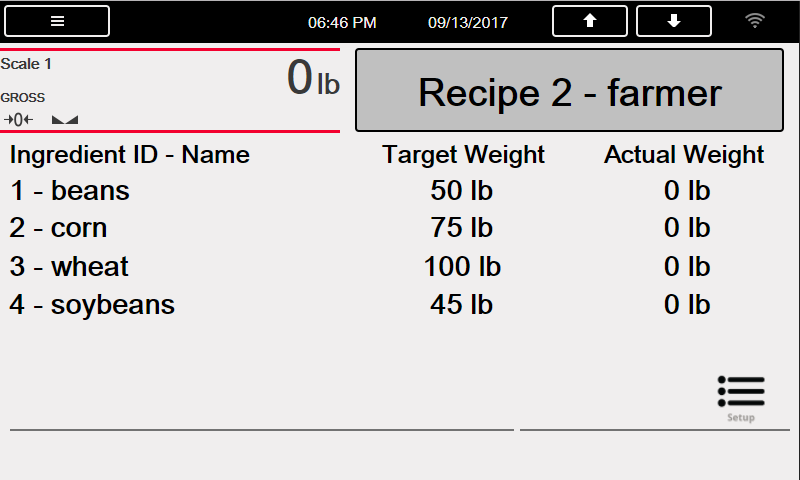 06:46 PM 09/13/2017
Scale 1
0 lb
GROSS
→0←
Recipe 2 - farmer
Ingredient ID - Name Target Weight Actual Weight
1 - beans 50 lb 0 lb
2 - corn 75 lb 0 lb
3 - wheat 100 lb 0 lb
4 - soybeans 45 lb 0 lb
Setup